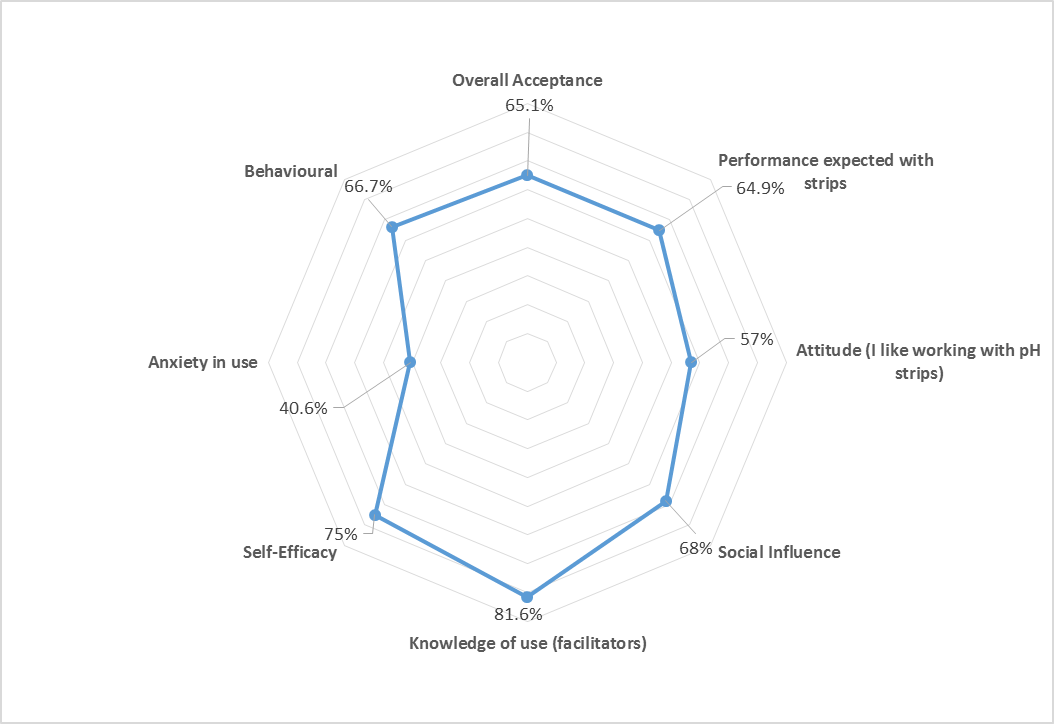 Overall Acceptance
65.1%
Performance expected with
strips
64.9%
Attitude (I like working with pH
strips)
57%
Social Influence
68%
Knowledge of use (facilitators)
81.6%
Self-Efficacy
75%
Anxiety in use
40.6%
Behavioural
66.7%